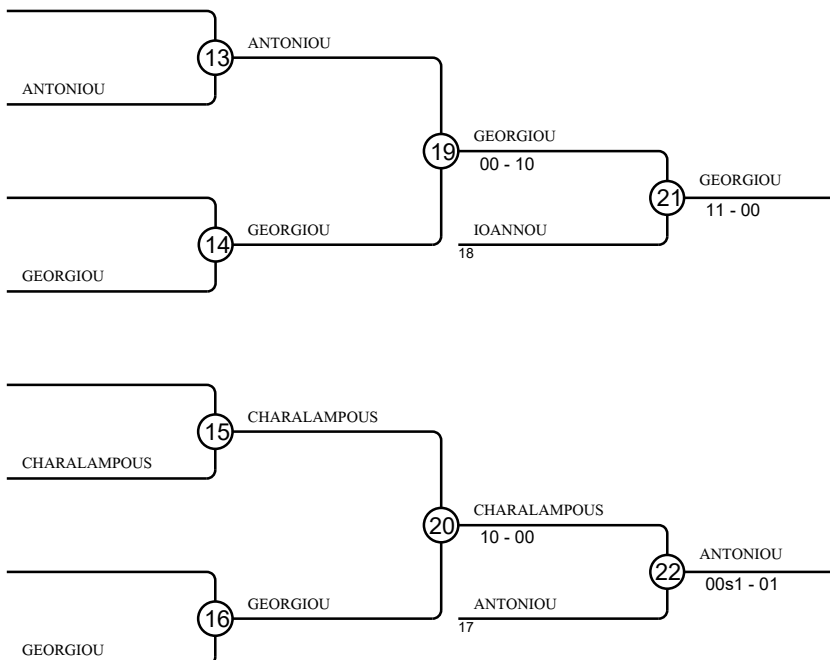 13
ANTONIOU
ANTONIOU
19
GEORGIOU
00 - 10
21
GEORGIOU
11 - 00
14
GEORGIOU
IOANNOU
18
GEORGIOU
15
CHARALAMPOUS
CHARALAMPOUS
20
CHARALAMPOUS
10 - 00
22
ANTONIOU
00s1 - 01
16
GEORGIOU
ANTONIOU
17
GEORGIOU